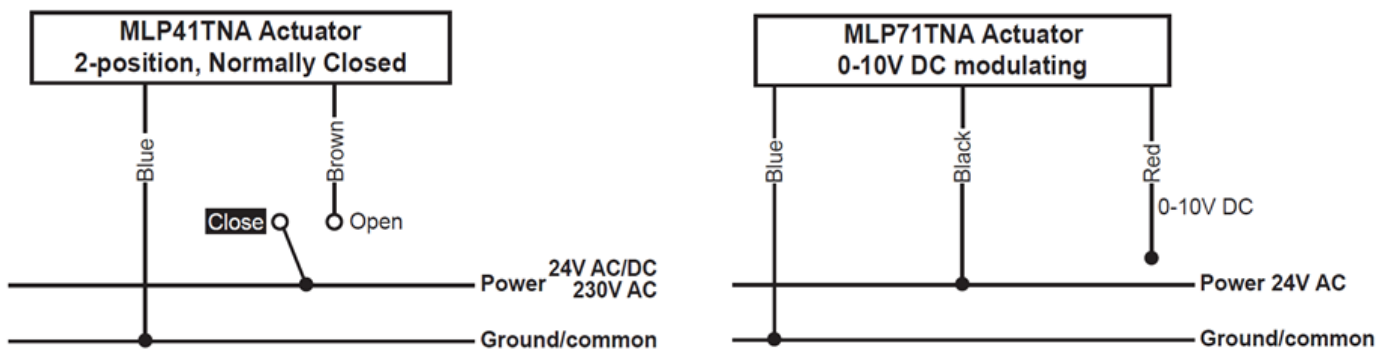 MLP41TNA Actuator
2-position, Normally Closed
Blue
Brown
Close
Open
Power
24V AC/DC
230V AC
Ground/common
MLP71TNA Actuator
0-10V DC modulating
Blue
Black
Red
0-10V DC
Power 24V AC
Ground/common